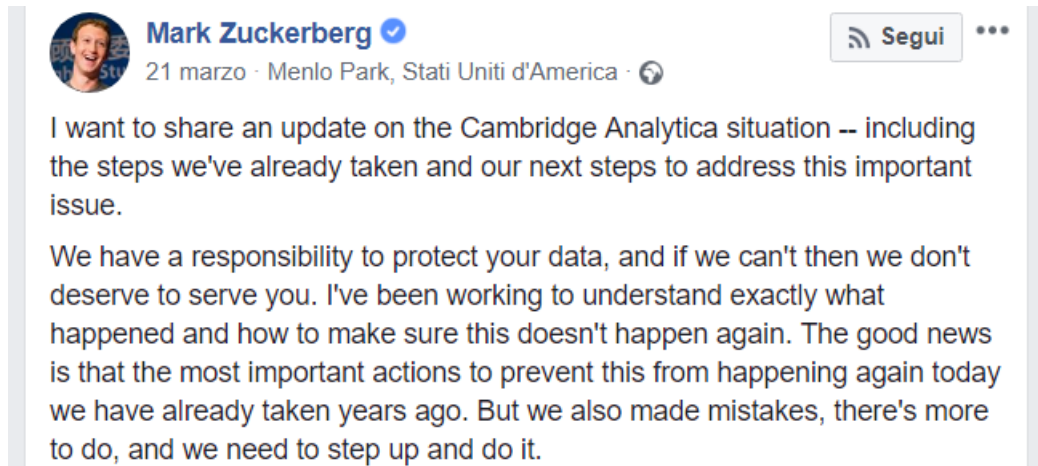 Mark Zuckerberg
Segui
21 marzo · Menlo Park, Stati Uniti d'America ·
I want to share an update on the Cambridge Analytica situation -- including
the steps we've already taken and our next steps to address this important
issue.
We have a responsibility to protect your data, and if we can't then we don't
deserve to serve you. I've been working to understand exactly what
happened and how to make sure this doesn't happen again. The good news
is that the most important actions to prevent this from happening again today
we have already taken years ago. But we also made mistakes, there's more
to do, and we need to step up and do it.